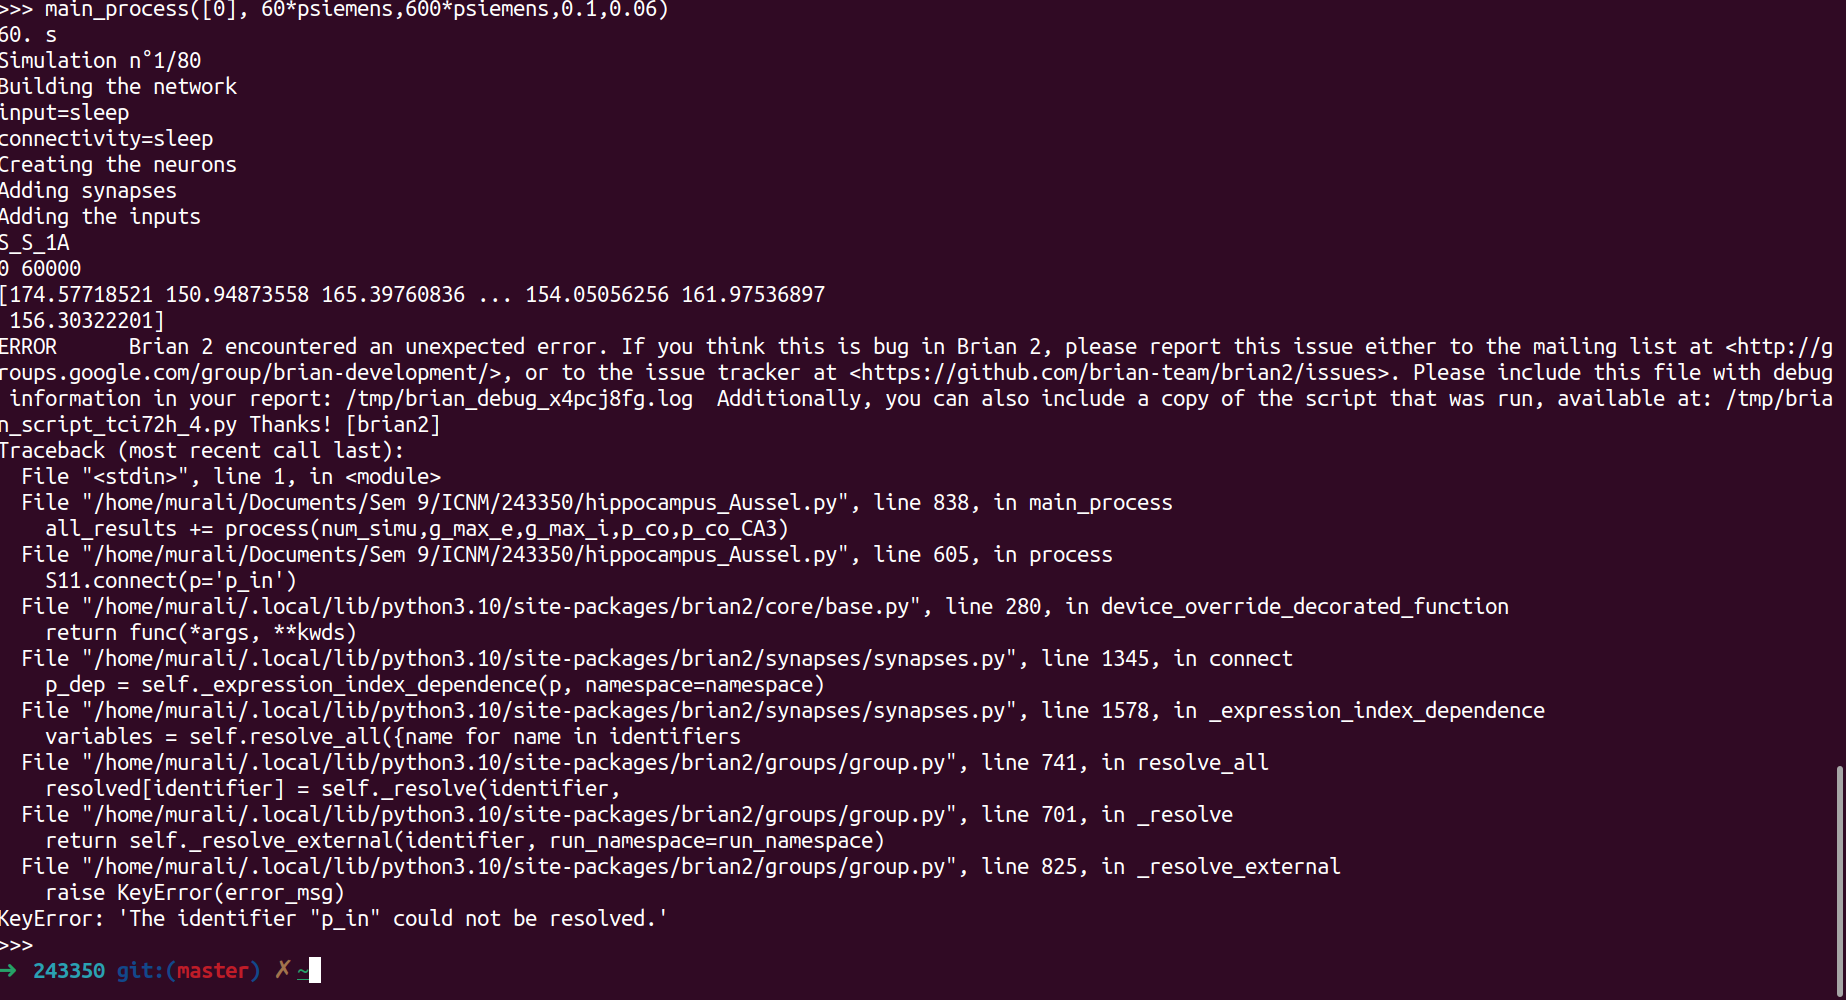 >>> main_process([0], 60*psiemens,600*psiemens,0.1,0.06)
60. s
Simulation n°1/80
Building the network
input=sleep
connectivity=sleep
Creating the neurons
Adding synapses
Adding the inputs
S_S_1A
0 60000
[174.57718521 150.94873558 165.39760836 ... 154.05056256 161.97536897
 156.30322201]
ERROR      Brian 2 encountered an unexpected error. If you think this is bug in Brian 2, please report this issue either to the mailing list at <http://g
roups.google.com/group/brian-development/>, or to the issue tracker at <https://github.com/brian-team/brian2/issues>. Please include this file with debug
 information in your report: /tmp/brian_debug_x4pcj8fg.log  Additionally, you can also include a copy of the script that was run, available at: /tmp/bria
n_script_tci72h_4.py Thanks! [brian2]
Traceback (most recent call last):
  File "<stdin>", line 1, in <module>
  File "/home/murali/Documents/Sem 9/ICNM/243350/hippocampus_Aussel.py", line 838, in main_process
    all_results += process(num_simu,g_max_e,g_max_i,p_co,p_co_CA3)
  File "/home/murali/Documents/Sem 9/ICNM/243350/hippocampus_Aussel.py", line 605, in process
    S11.connect(p='p_in')
  File "/home/murali/.local/lib/python3.10/site-packages/brian2/core/base.py", line 280, in device_override_decorated_function
    return func(*args, **kwds)
  File "/home/murali/.local/lib/python3.10/site-packages/brian2/synapses/synapses.py", line 1345, in connect
    p_dep = self._expression_index_dependence(p, namespace=namespace)
  File "/home/murali/.local/lib/python3.10/site-packages/brian2/synapses/synapses.py", line 1578, in _expression_index_dependence
    variables = self.resolve_all({name for name in identifiers
  File "/home/murali/.local/lib/python3.10/site-packages/brian2/groups/group.py", line 741, in resolve_all
    resolved[identifier] = self._resolve(identifier,
  File "/home/murali/.local/lib/python3.10/site-packages/brian2/groups/group.py", line 701, in _resolve
    return self._resolve_external(identifier, run_namespace=run_namespace)
  File "/home/murali/.local/lib/python3.10/site-packages/brian2/groups/group.py", line 825, in _resolve_external
    raise KeyError(error_msg)
KeyError: 'The identifier "p_in" could not be resolved.'
>>>
➜ 243350 git:(master) ✗ ~